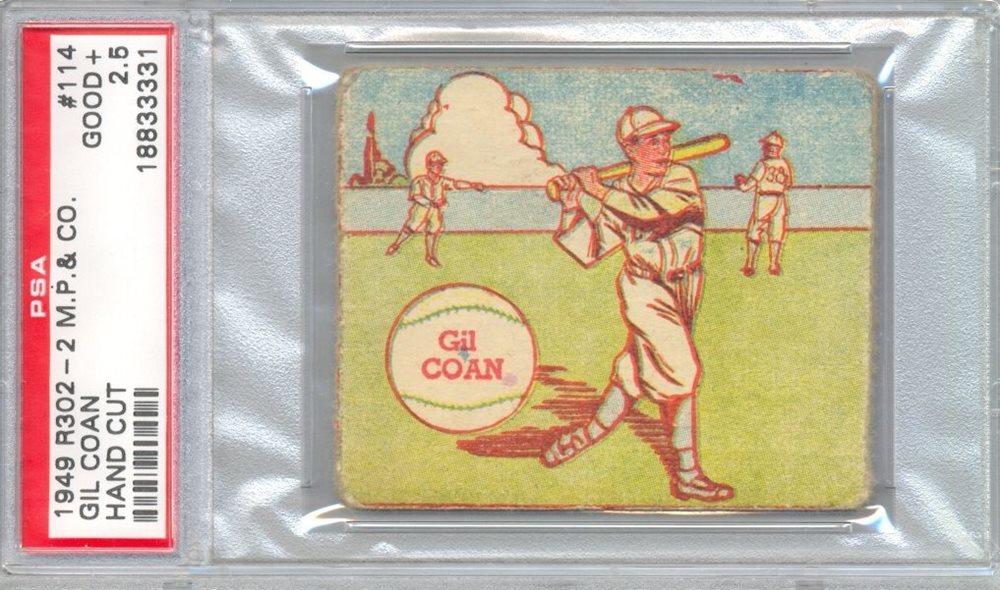 1949 R302-2 M.P.& CO. #114
GIL COAN GOOD +
HAND CUT 2.5
18833331
PSA
Gil
COAN
38